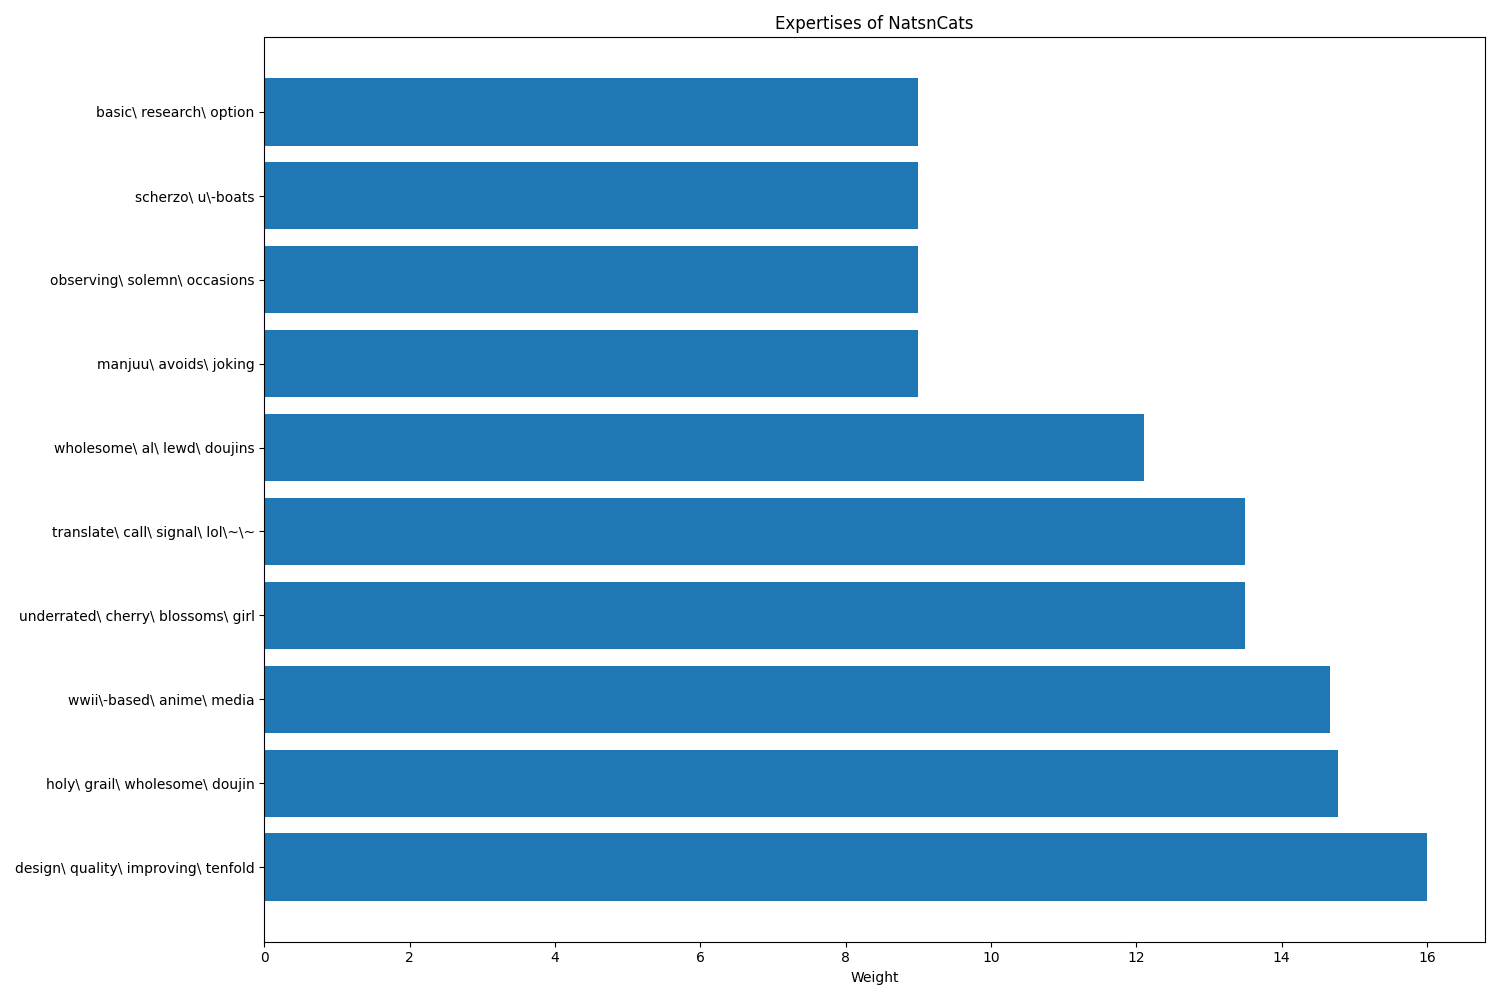 Expertises of NatsnCats
basic\ research\ option
scherzo\ u\-boats
observing\ solemn\ occasions
manjuu\ avoids\ joking
wholesome\ al\ lewd\ doujins
translate\ call\ signal\ lol\~\~
underrated\ cherry\ blossoms\ girl
wwii\-based\ anime\ media
holy\ grail\ wholesome\ doujin
design\ quality\ improving\ tenfold
0 2 4 6 8 10 12 14 16
Weight